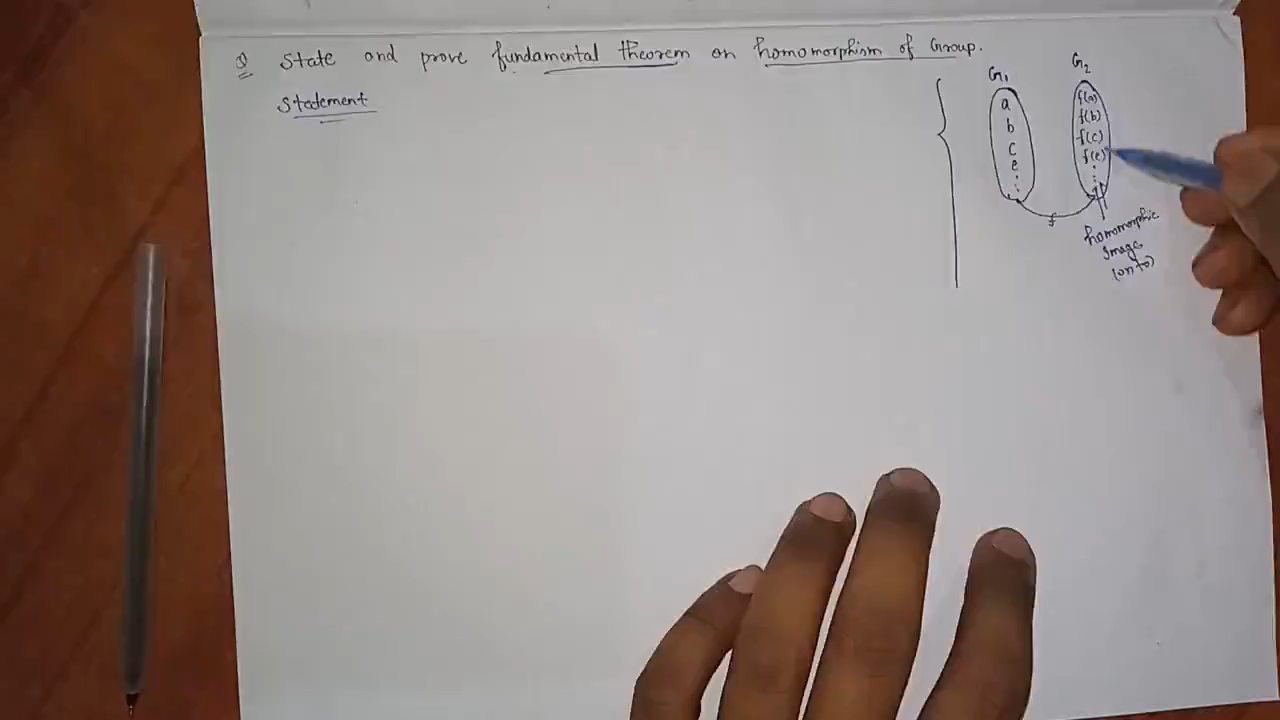 Q State and prove fundamental theorem on homomorphism of Group.
Statement
G1 G2
a f(a)
b f(b)
c f(c)
e f(e)
f
homomorphic
image
(onto)